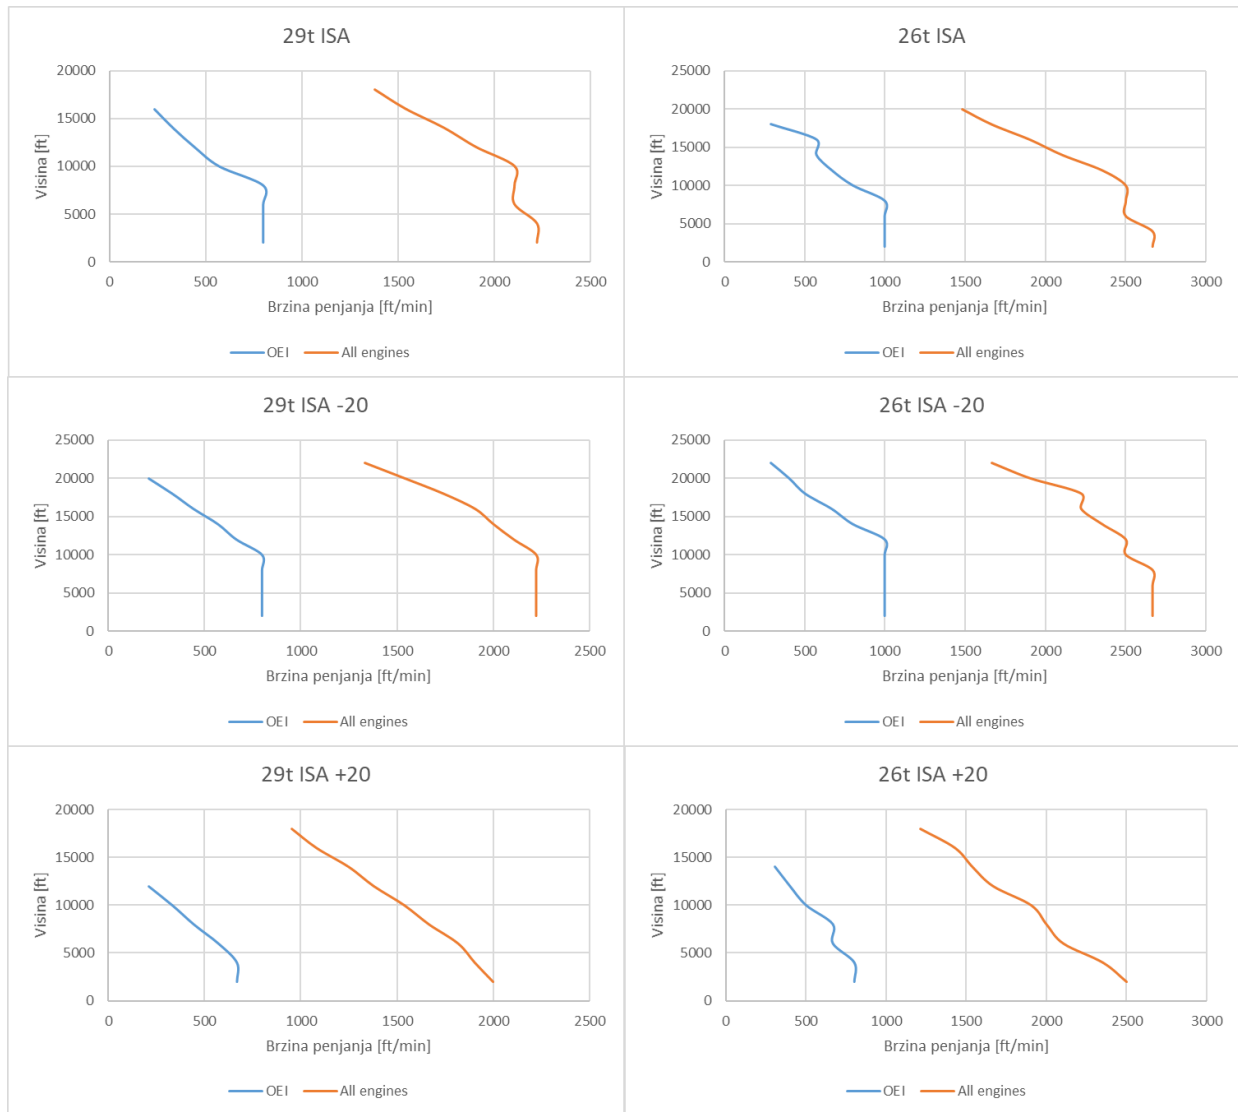 29t ISA
20000
15000
10000
5000
0
Visina [ft]
0 500 1000 1500 2000 2500
Brzina penjanja [ft/min]
OEI All engines
26t ISA
25000
20000
15000
10000
5000
0
Visina [ft]
0 500 1000 1500 2000 2500 3000
Brzina penjanja [ft/min]
OEI All engines
29t ISA -20
25000
20000
15000
10000
5000
0
Visina [ft]
0 500 1000 1500 2000 2500
Brzina penjanja [ft/min]
OEI All engines
26t ISA -20
25000
20000
15000
10000
5000
0
Visina [ft]
0 500 1000 1500 2000 2500 3000
Brzina penjanja [ft/min]
OEI All engines
29t ISA +20
20000
15000
10000
5000
0
Visina [ft]
0 500 1000 1500 2000 2500
Brzina penjanja [ft/min]
OEI All engines
26t ISA +20
20000
15000
10000
5000
0
Visina [ft]
0 500 1000 1500 2000 2500 3000
Brzina penjanja [ft/min]
OEI All engines